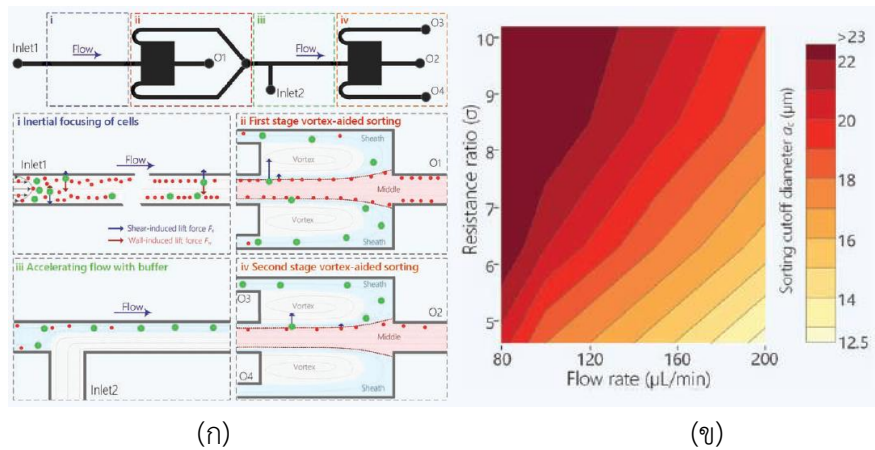 i
ii
iii
iv
Inlet1
Flow
O1
Inlet2
Flow
O3
O2
O4
i Inertial focusing of cells
Inlet1
Flow
Shear-induced lift force Fs
Wall-induced lift force Fw
ii First stage vortex-aided sorting
Sheath
Vortex
O1
Middle
Vortex
Sheath
iii Accelerating flow with buffer
Flow
Inlet2
iv Second stage vortex-aided sorting
O3
Sheath
Vortex
O2
Middle
O4
Vortex
Sheath
(ก)
Resistance ratio (σ)
10
9
8
7
6
5
80
120
160
200
Flow rate (µL/min)
Sorting cutoff diameter ac (µm)
>23
22
20
18
16
14
12.5
(ข)